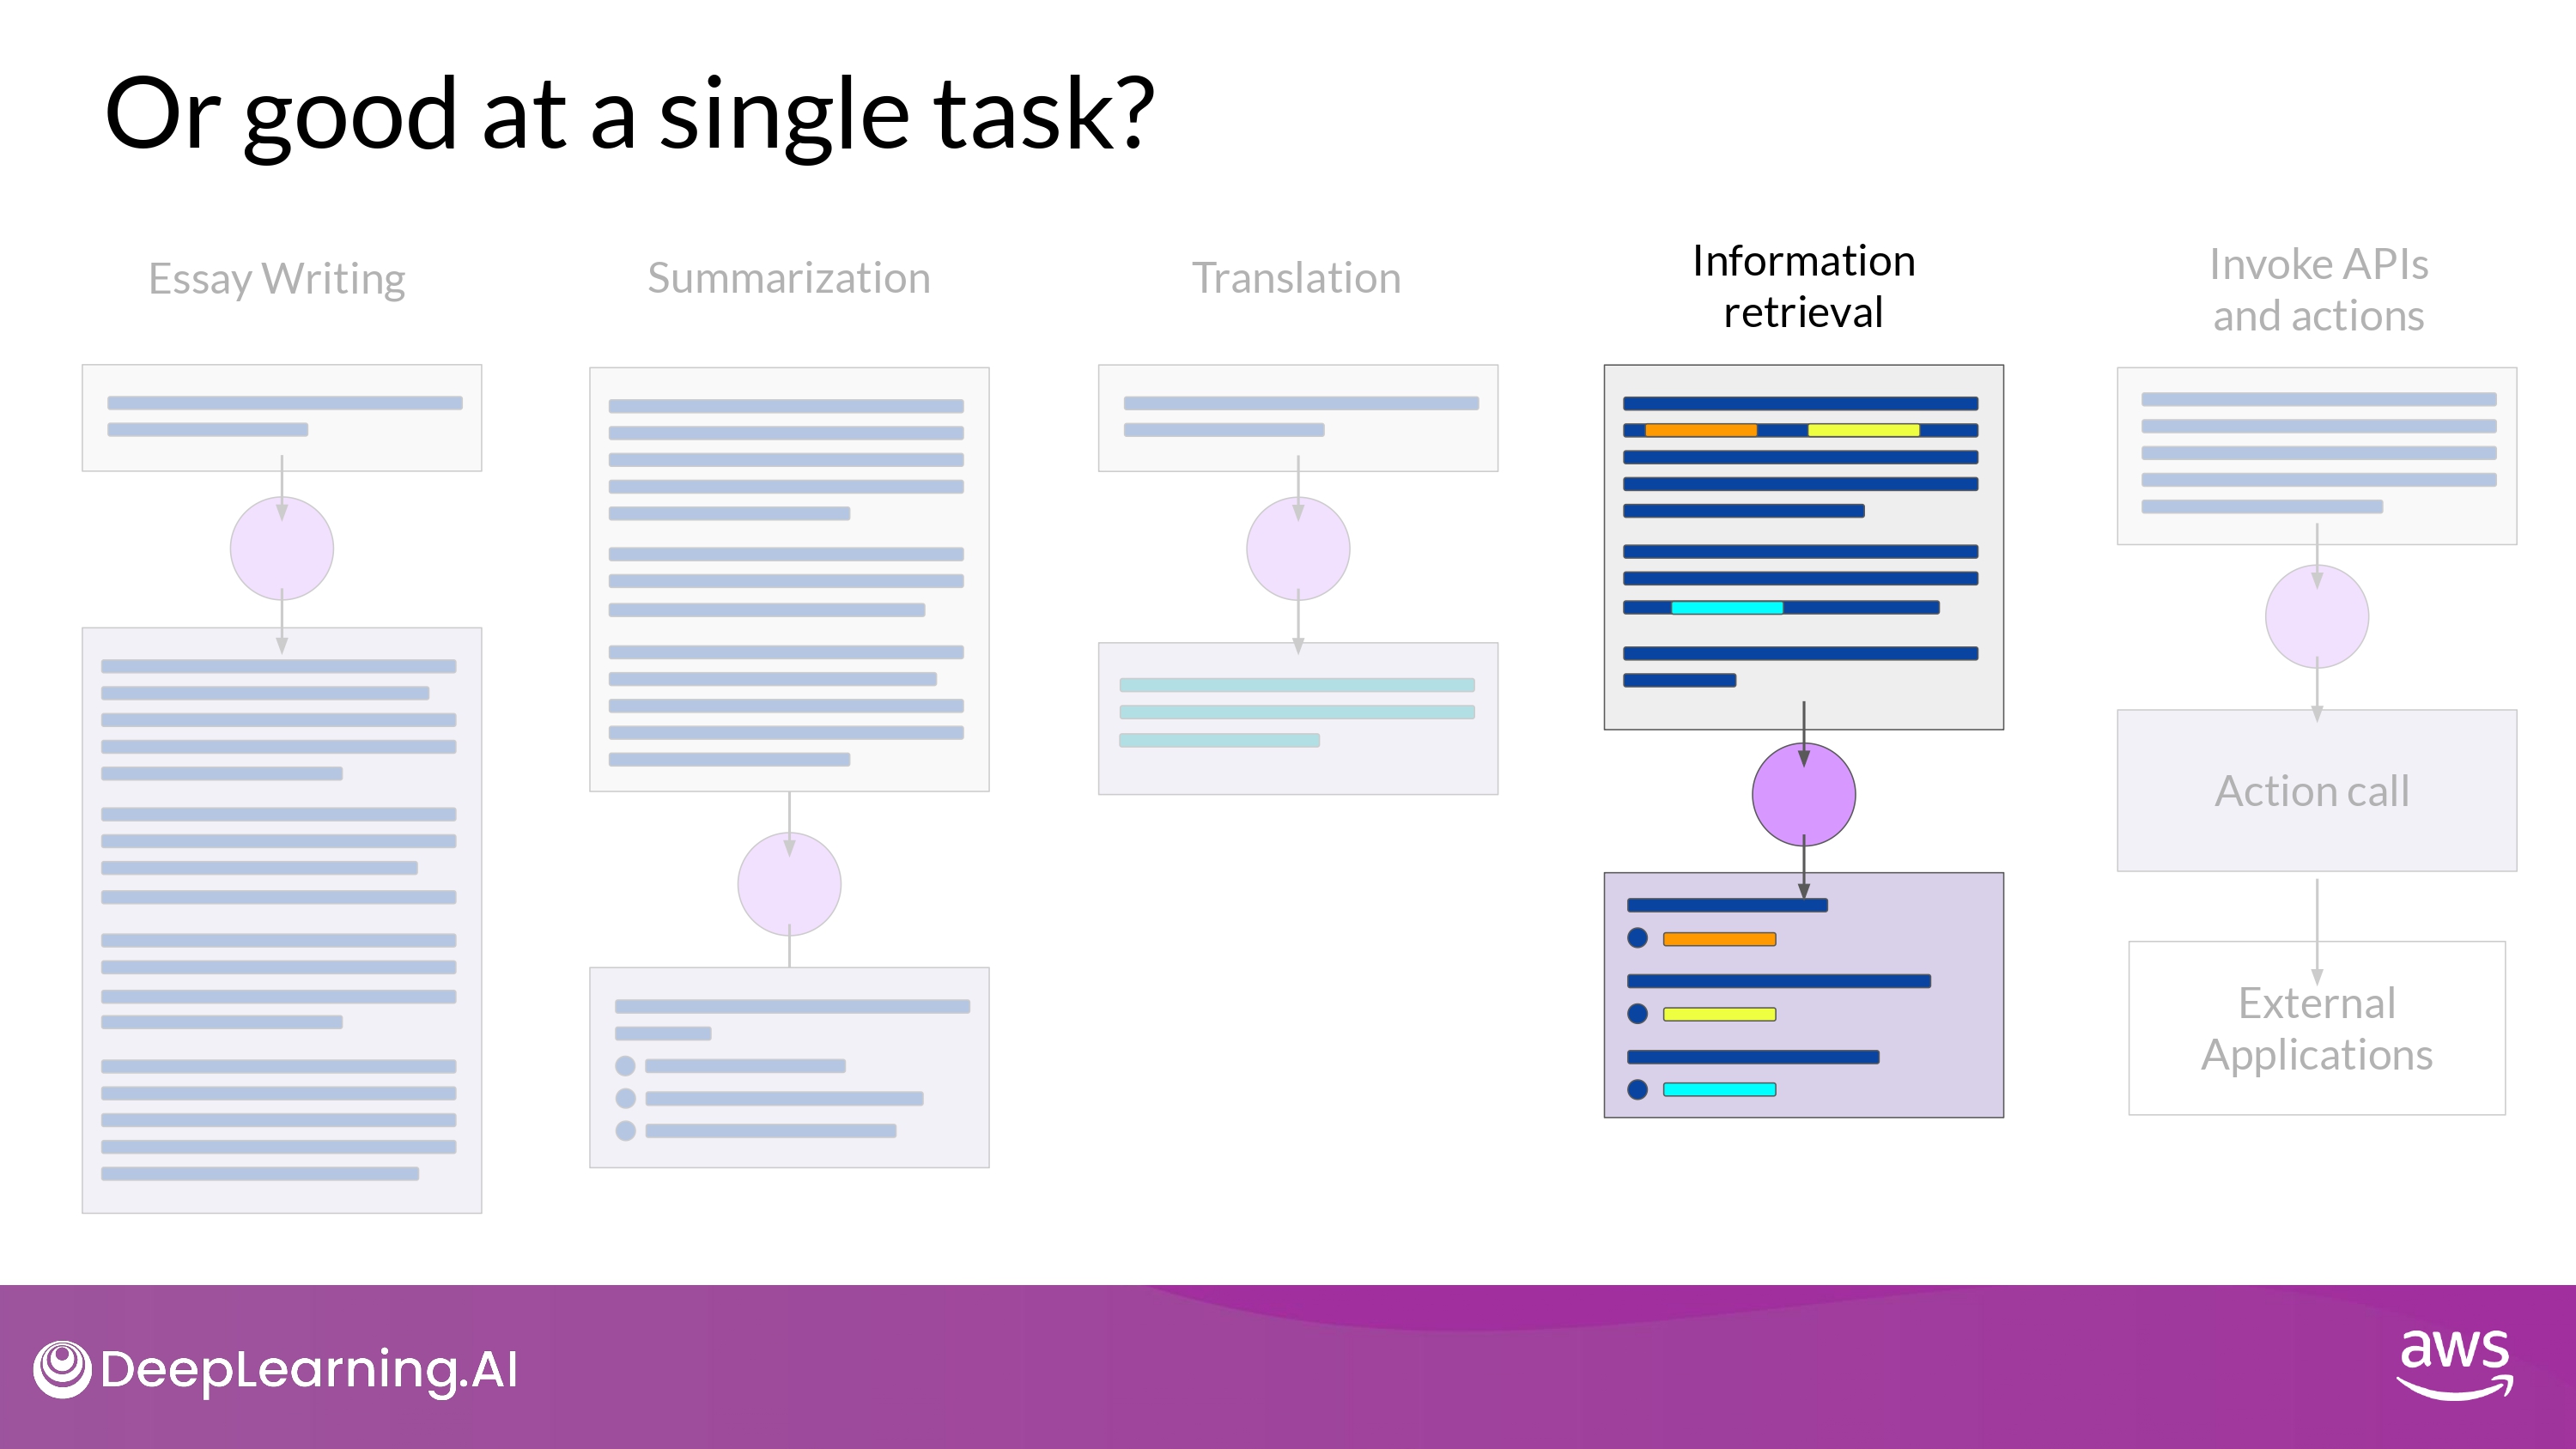 Or good at a single task?
Essay Writing
Summarization
Translation
Information
retrieval
Invoke APIs
and actions
Action call
External
Applications
DeepLearning.AI
aws